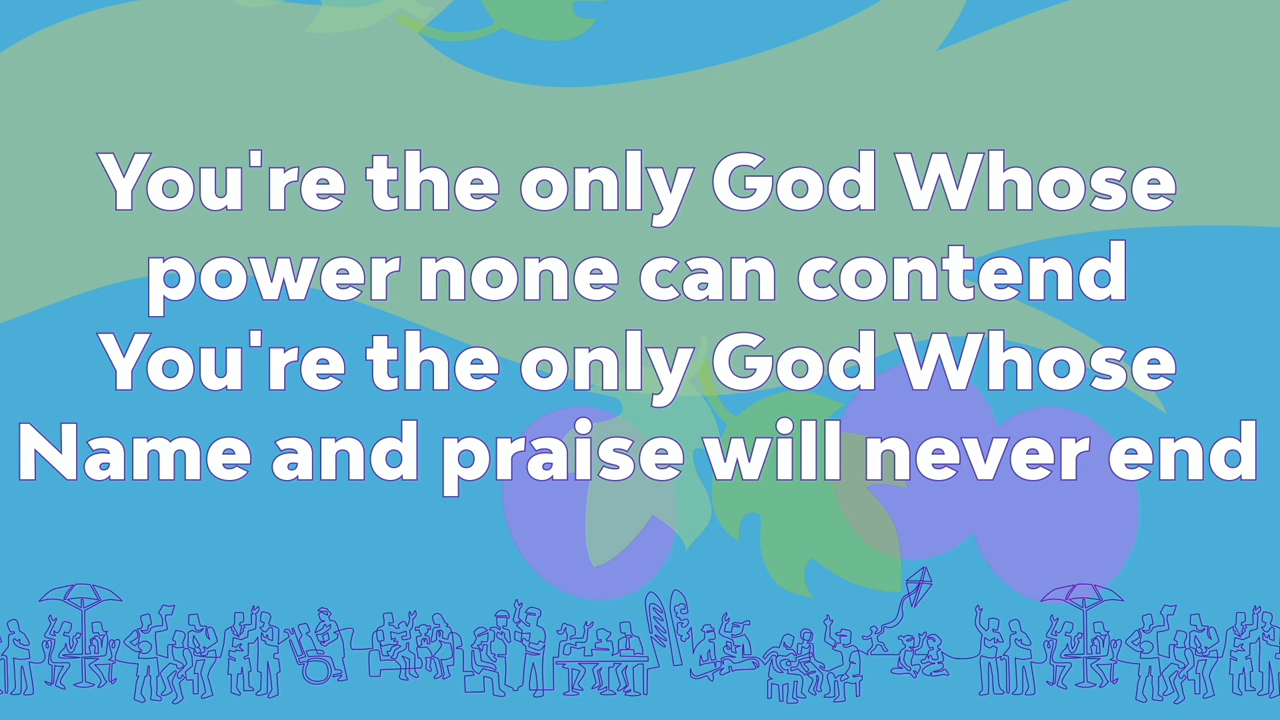 You're the only God Whose
power none can contend
You're the only God Whose
Name and praise will never end